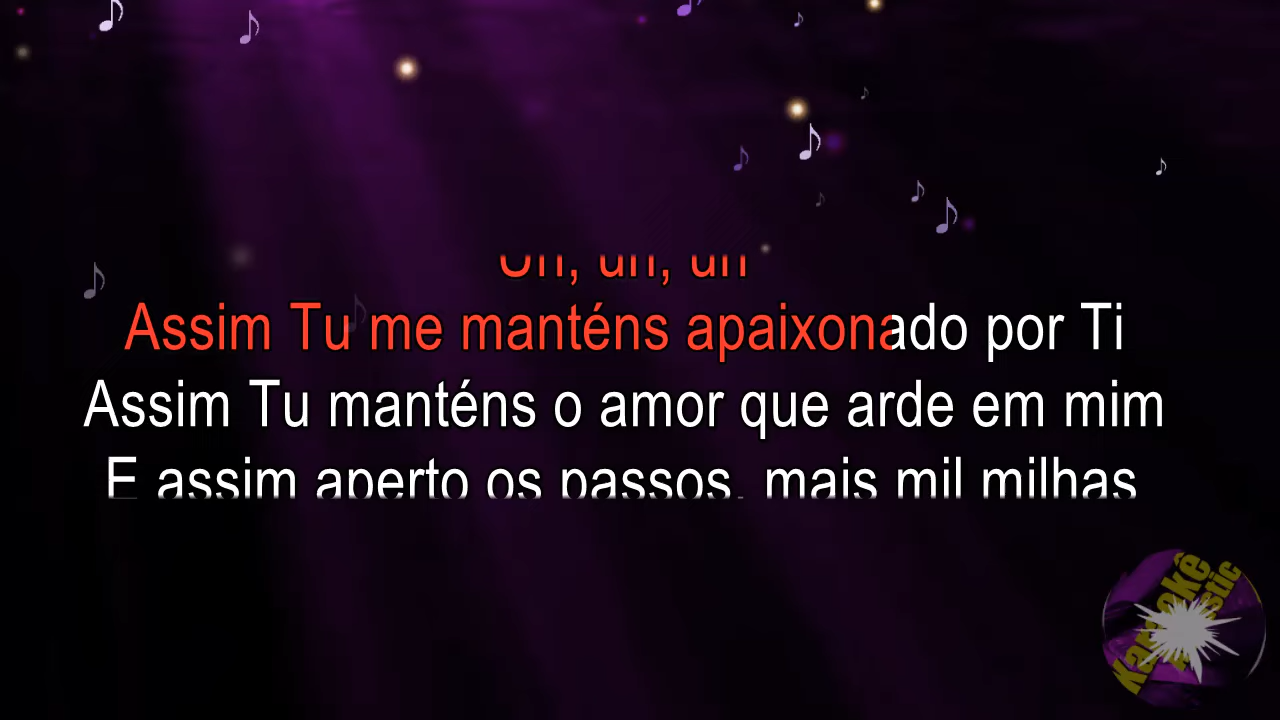 Uh, uh, uh
Assim Tu me manténs apaixonado por Ti
Assim Tu manténs o amor que arde em mim
E assim aperto os passos, mais mil milhas
Karaokê